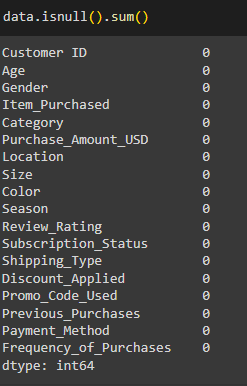 data.isnull().sum()
Customer ID 0
Age 0
Gender 0
Item_Purchased 0
Category 0
Purchase_Amount_USD 0
Location 0
Size 0
Color 0
Season 0
Review_Rating 0
Subscription_Status 0
Shipping_Type 0
Discount_Applied 0
Promo_Code_Used 0
Previous_Purchases 0
Payment_Method 0
Frequency_of_Purchases 0
dtype: int64